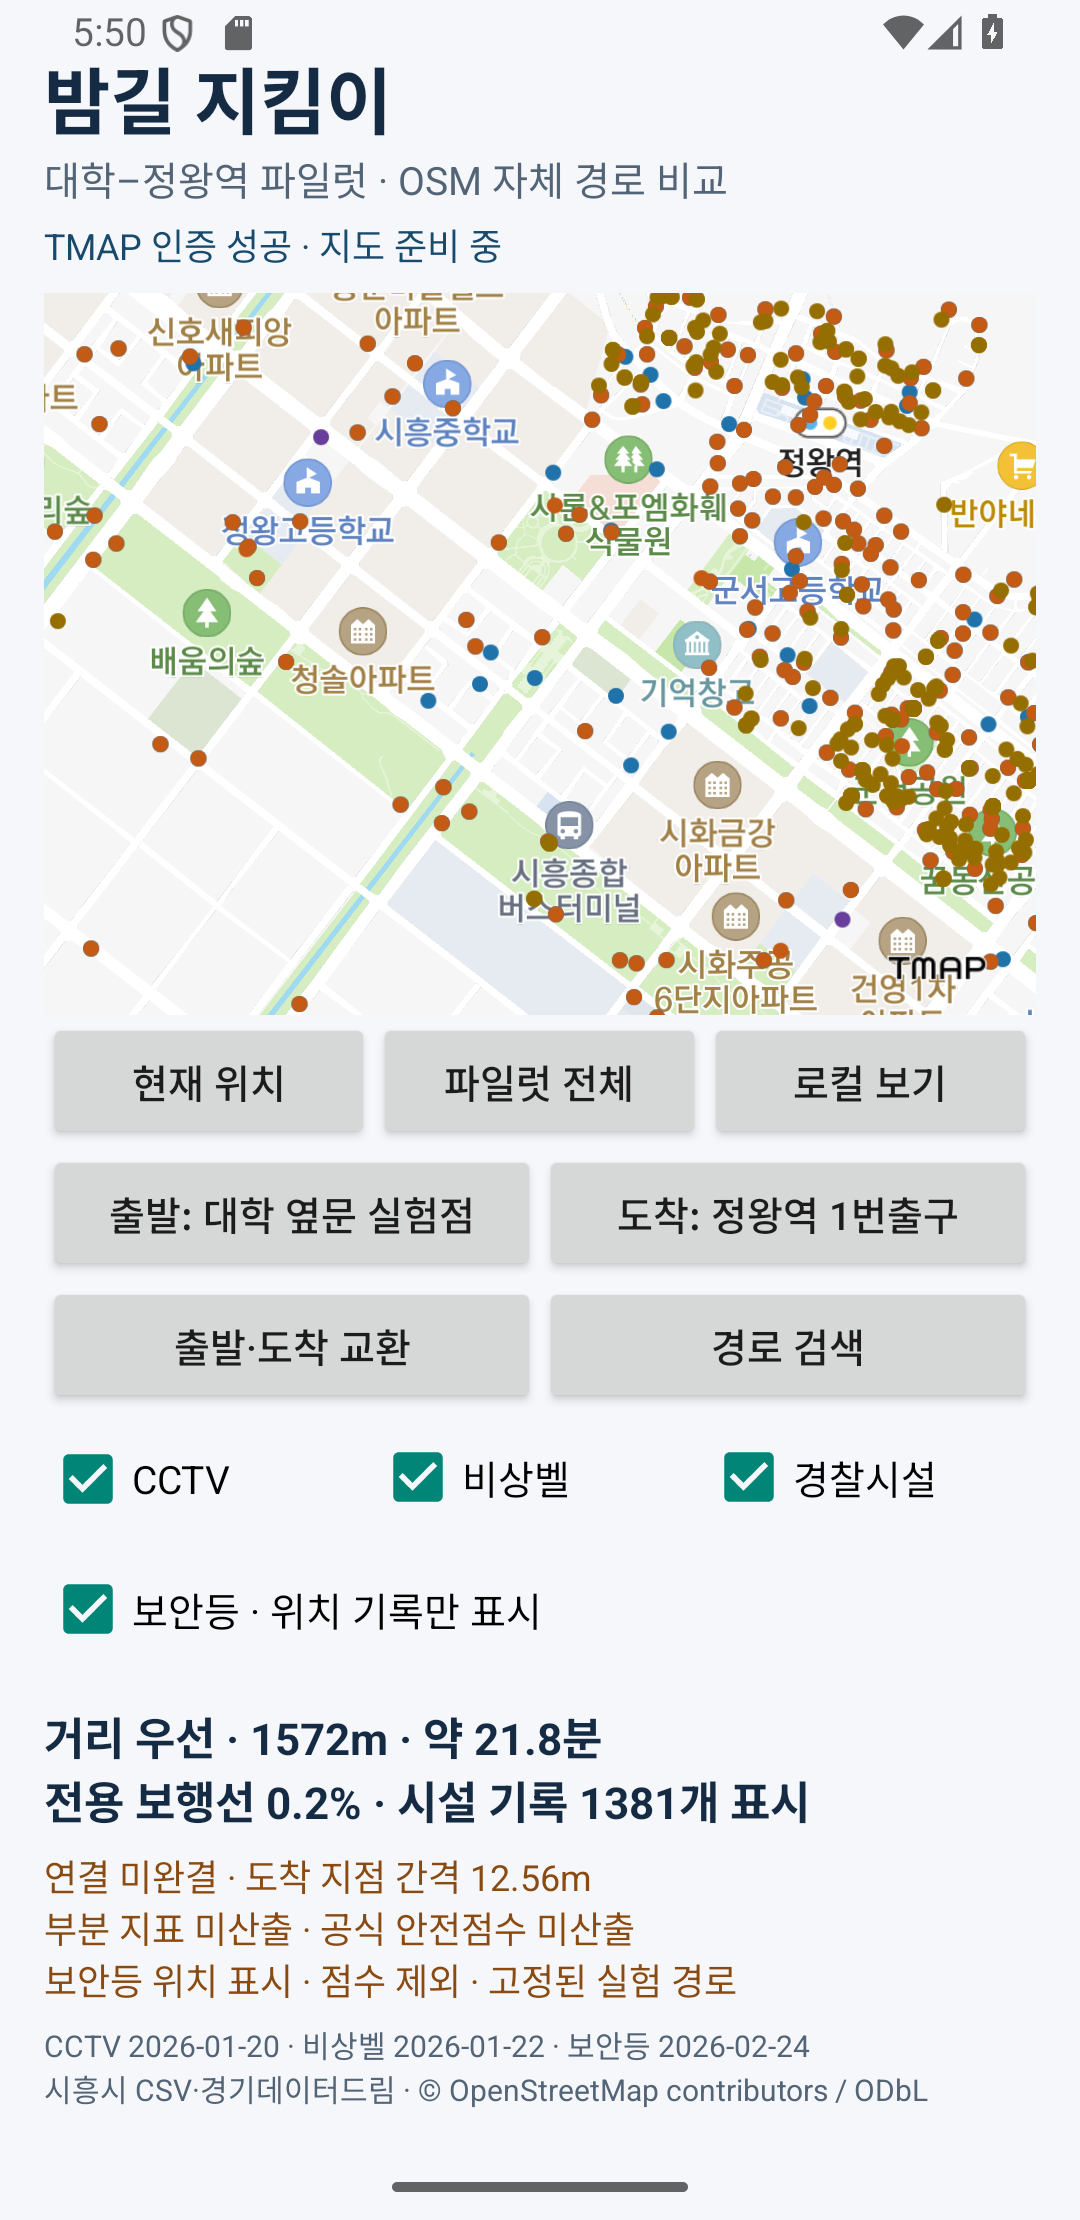 5:50
밤길 지킴이
대학–정왕역 파일럿 · OSM 자체 경로 비교
TMAP 인증 성공 · 지도 준비 중
신호새피앙
아파트
아파트
시흥중학교
정왕역
반야네
리숲
정왕고등학교
사론&포엠화훼
식물원
군서고등학교
배움의숲
청솔아파트
기억창고
시화금강
아파트
시흥종합
버스터미널
시화주공
6단지아파트
건영1차
TMAP
현재 위치
파일럿 전체
로컬 보기
출발: 대학 옆문 실험점
도착: 정왕역 1번출구
출발·도착 교환
경로 검색
CCTV
비상벨
경찰시설
보안등 · 위치 기록만 표시
거리 우선 · 1572m · 약 21.8분
전용 보행선 0.2% · 시설 기록 1381개 표시
연결 미완결 · 도착 지점 간격 12.56m
부분 지표 미산출 · 공식 안전점수 미산출
보안등 위치 표시 · 점수 제외 · 고정된 실험 경로
CCTV 2026-01-20 · 비상벨 2026-01-22 · 보안등 2026-02-24
시흥시 CSV·경기데이터드림 · © OpenStreetMap contributors / ODbL